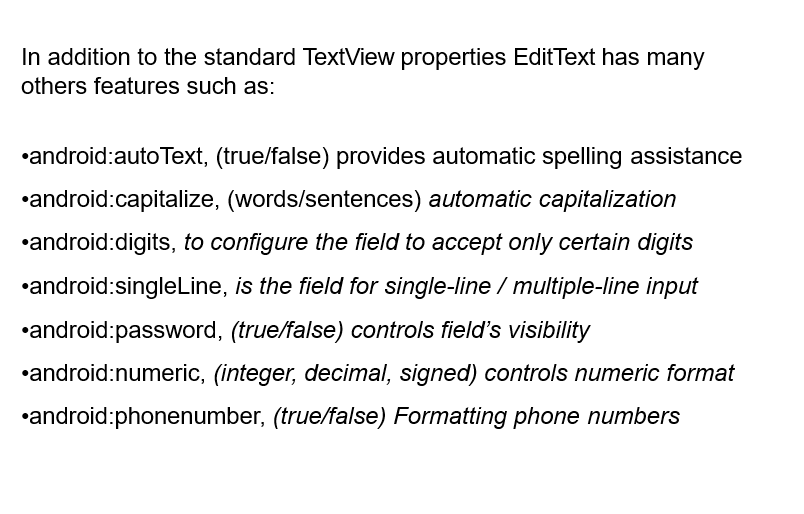 In addition to the standard TextView properties EditText has many
others features such as:
•android:autoText, (true/false) provides automatic spelling assistance
•android:capitalize, (words/sentences) automatic capitalization
•android:digits, to configure the field to accept only certain digits
•android:singleLine, is the field for single-line / multiple-line input
•android:password, (true/false) controls field’s visibility
•android:numeric, (integer, decimal, signed) controls numeric format
•android:phonenumber, (true/false) Formatting phone numbers